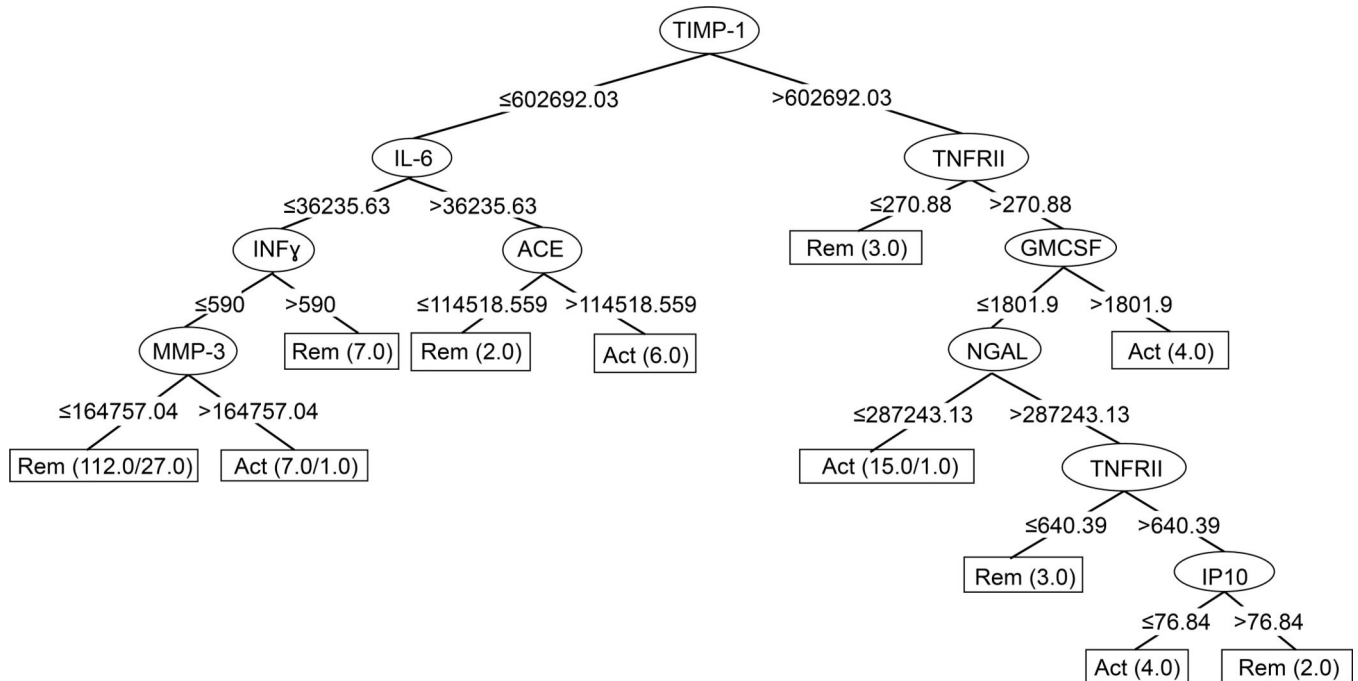 TIMP-1
≤602692.03 >602692.03
IL-6 TNFRII
≤36235.63 >36235.63 ≤270.88 >270.88
INFɣ ACE Rem (3.0) GMCSF
≤590 >590 ≤114518.559 >114518.559 ≤1801.9 >1801.9
MMP-3 Rem (7.0) Rem (2.0) Act (6.0) NGAL Act (4.0)
≤164757.04 >164757.04 ≤287243.13 >287243.13
Rem (112.0/27.0) Act (7.0/1.0) Act (15.0/1.0) TNFRII
≤640.39 >640.39
Rem (3.0) IP10
≤76.84 >76.84
Act (4.0) Rem (2.0)